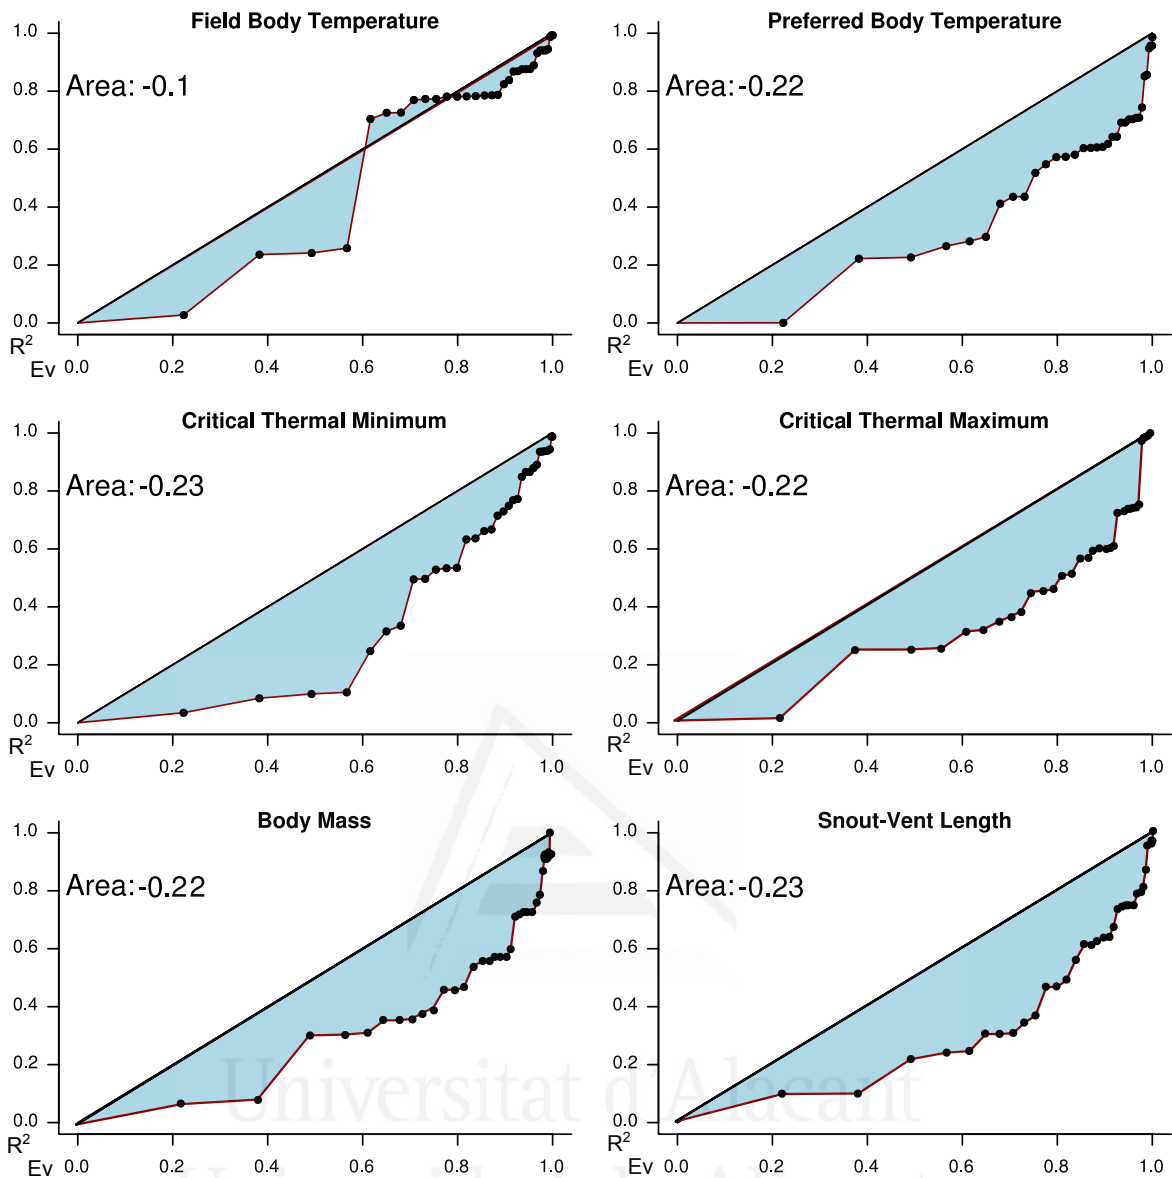 Field Body Temperature
Area: -0.1
1.0
0.8
0.6
0.4
0.2
0.0
R²
Ev 0.0 0.2 0.4 0.6 0.8 1.0
Preferred Body Temperature
Area: -0.22
1.0
0.8
0.6
0.4
0.2
0.0
R²
Ev 0.0 0.2 0.4 0.6 0.8 1.0
Critical Thermal Minimum
Area: -0.23
1.0
0.8
0.6
0.4
0.2
0.0
R²
Ev 0.0 0.2 0.4 0.6 0.8 1.0
Critical Thermal Maximum
Area: -0.22
1.0
0.8
0.6
0.4
0.2
0.0
R²
Ev 0.0 0.2 0.4 0.6 0.8 1.0
Body Mass
Area: -0.22
1.0
0.8
0.6
0.4
0.2
0.0
R²
Ev 0.0 0.2 0.4 0.6 0.8 1.0
Snout-Vent Length
Area: -0.23
1.0
0.8
0.6
0.4
0.2
0.0
R²
Ev 0.0 0.2 0.4 0.6 0.8 1.0
Universitat d'Alacant